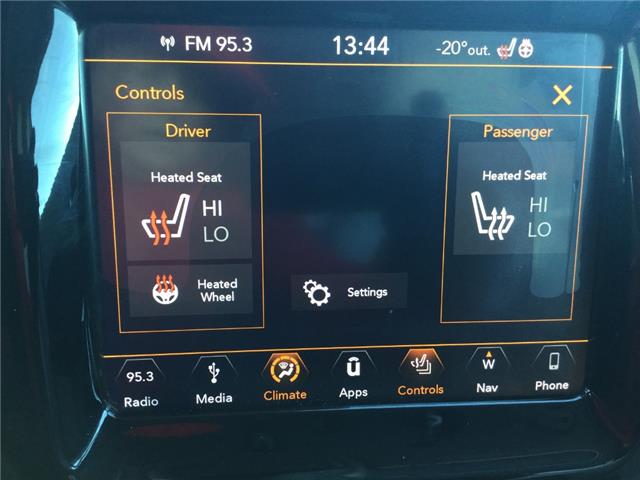 FM 95.3 13:44 -20°out.
Controls X
Driver Passenger
Heated Seat Heated Seat
HI HI
LO LO
Heated
Wheel
Settings
95.3 u W
Radio Media Climate Apps Controls Nav Phone